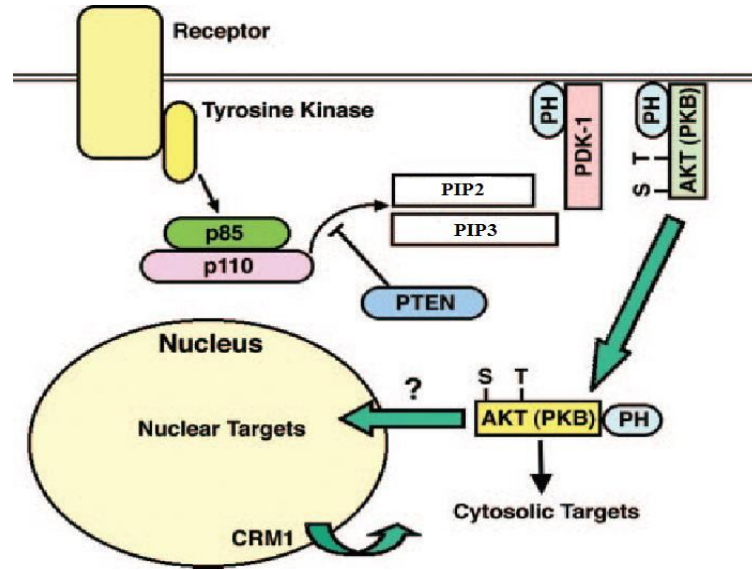 Receptor
Tyrosine Kinase
PH
PDK-1
PH
S T
AKT (PKB)
PIP2
PIP3
p85
p110
PTEN
Nucleus
Nuclear Targets
?
S T
AKT (PKB)
PH
Cytosolic Targets
CRM1